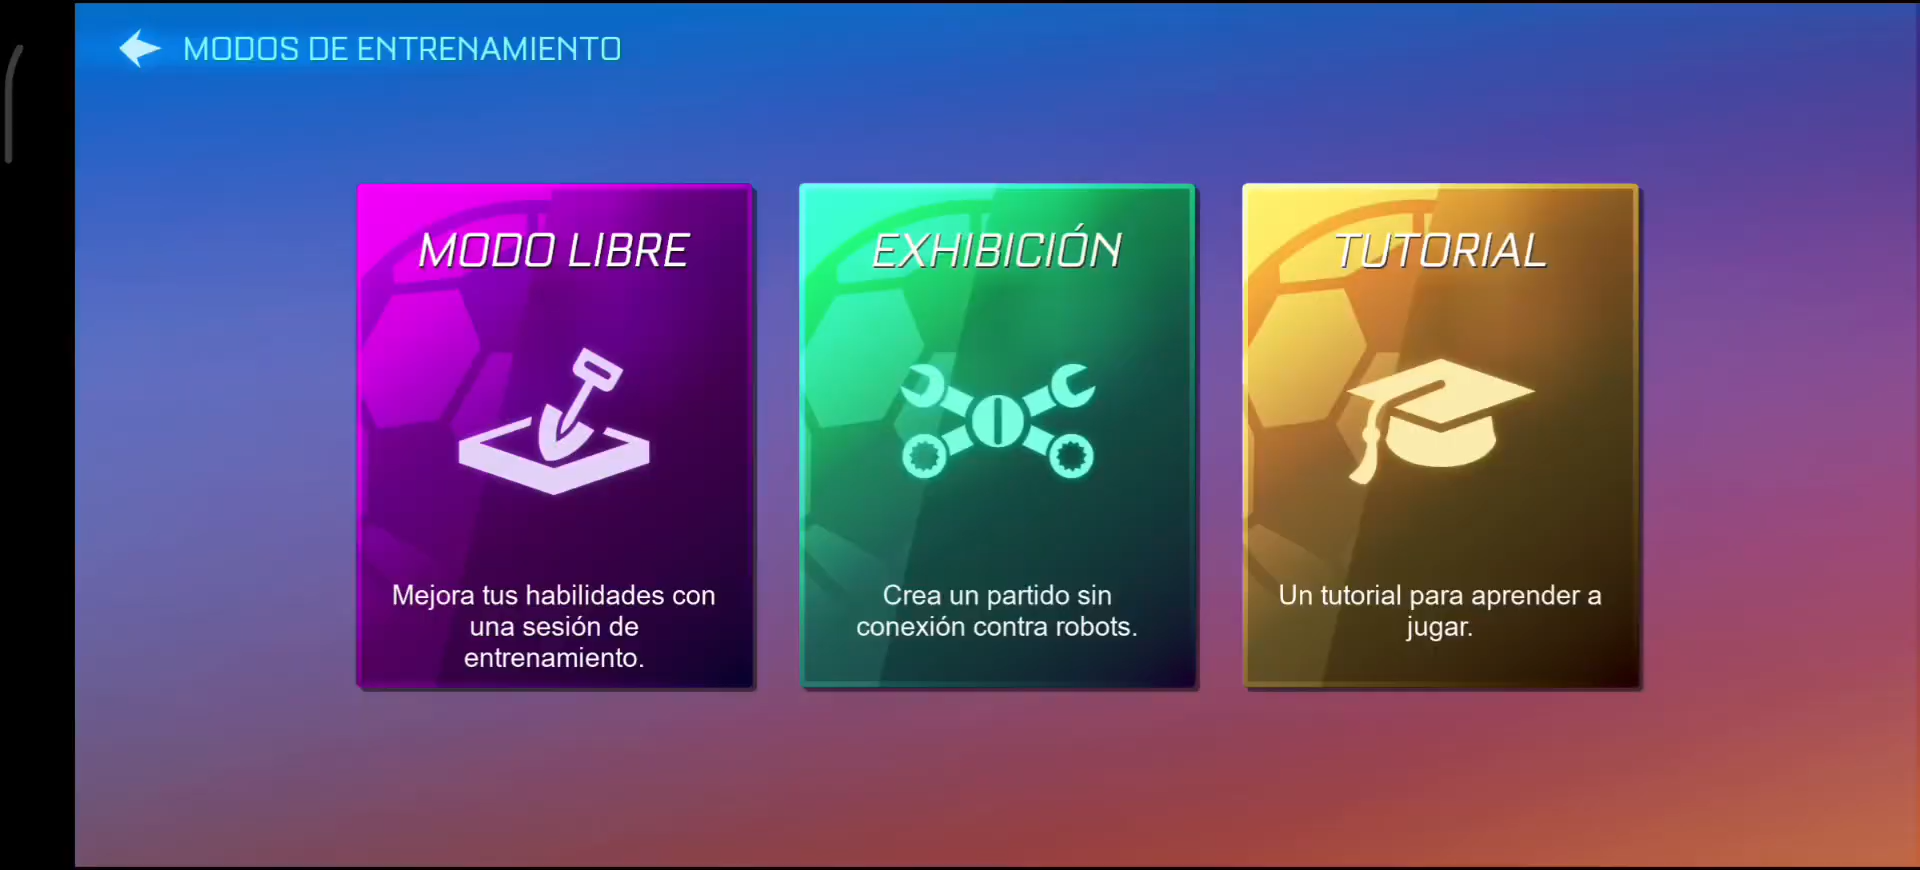 MODOS DE ENTRENAMIENTO
MODO LIBRE
Mejora tus habilidades con
una sesión de
entrenamiento.
EXHIBICIÓN
Crea un partido sin
conexión contra robots.
TUTORIAL
Un tutorial para aprender a
jugar.